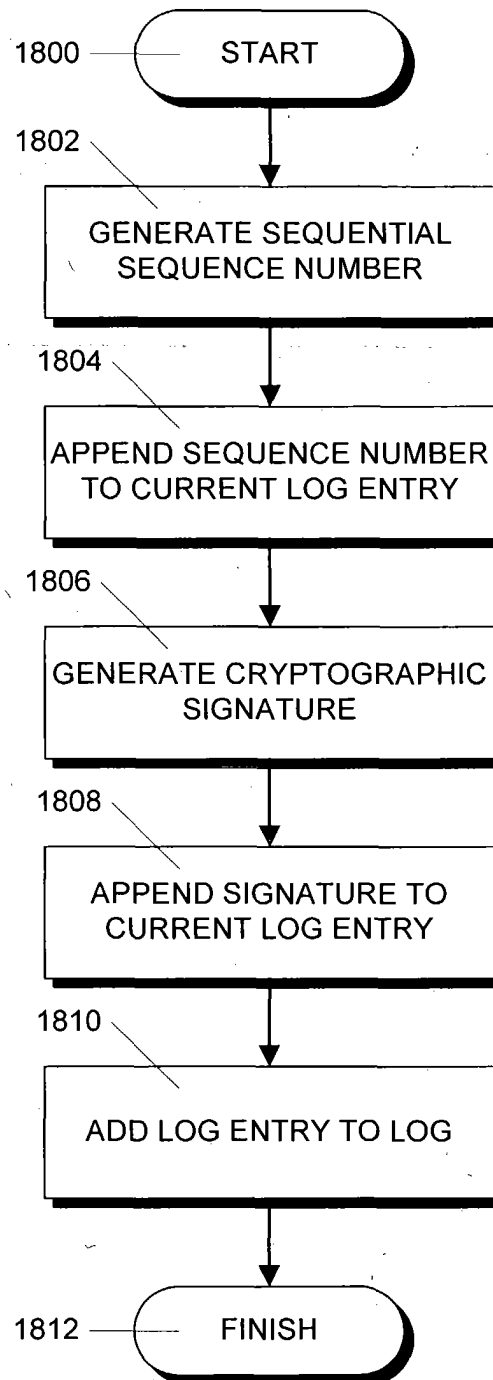 1800
START
1802
GENERATE SEQUENTIAL
SEQUENCE NUMBER
1804
APPEND SEQUENCE NUMBER
TO CURRENT LOG ENTRY
1806
GENERATE CRYPTOGRAPHIC
SIGNATURE
1808
APPEND SIGNATURE TO
CURRENT LOG ENTRY
1810
ADD LOG ENTRY TO LOG
1812
FINISH